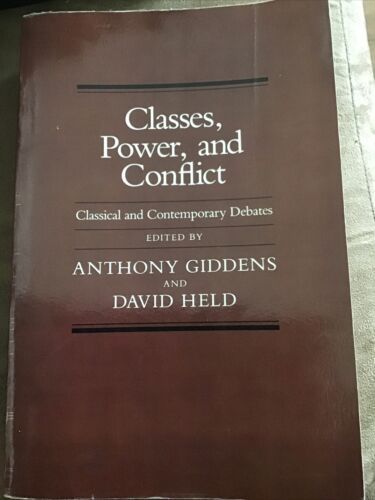 Classes,
Power, and
Conflict
Classical and Contemporary Debates
EDITED BY
ANTHONY GIDDENS
AND
DAVID HELD